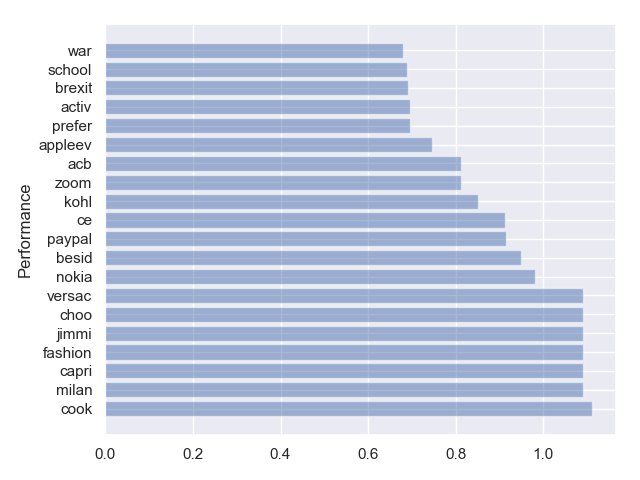 war
school
brexit
activ
prefer
appleev
acb
zoom
kohl
ce
paypal
besid
nokia
versac
choo
jimmi
fashion
capri
milan
cook
Performance
0.0 0.2 0.4 0.6 0.8 1.0